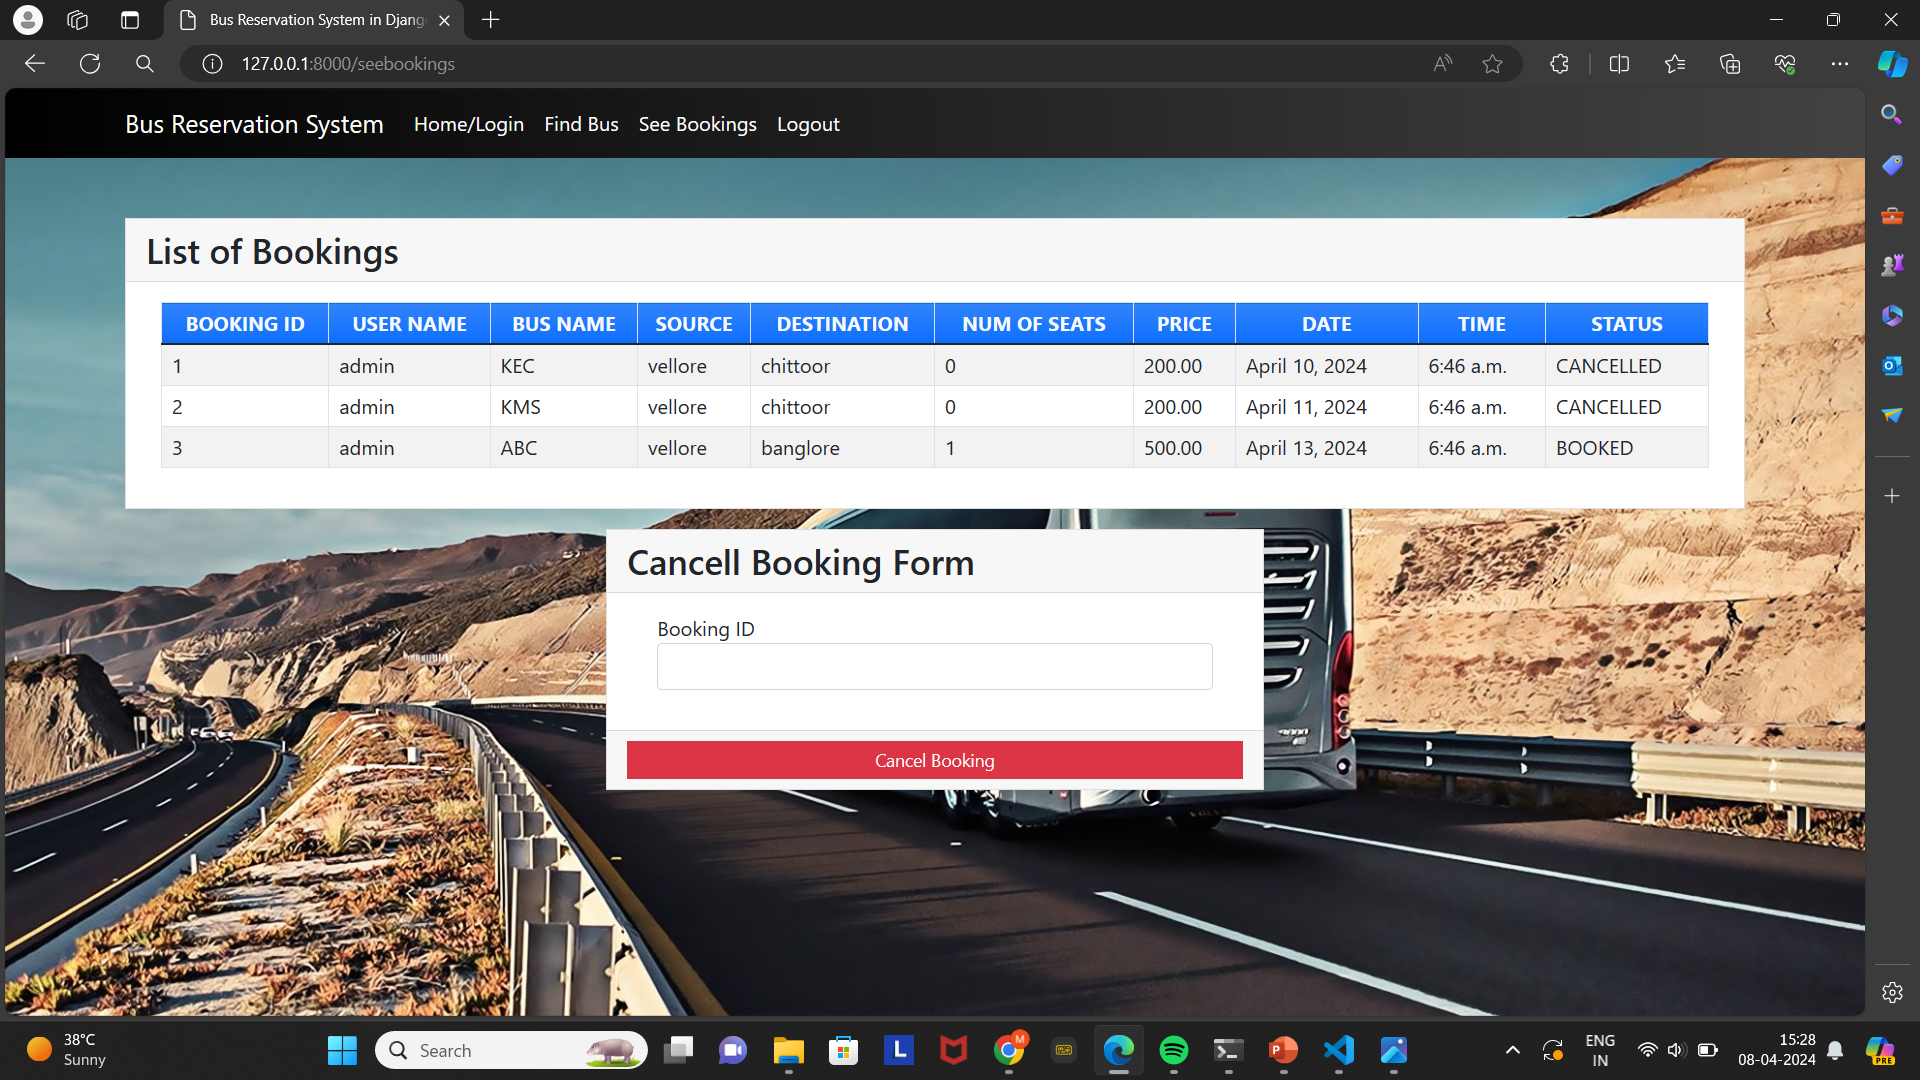 Bus Reservation System in Djang
127.0.0.1:8000/seebookings
Bus Reservation System Home/Login Find Bus See Bookings Logout
List of Bookings
BOOKING ID USER NAME BUS NAME SOURCE DESTINATION NUM OF SEATS PRICE DATE TIME STATUS
1 admin KEC vellore chittoor 0 200.00 April 10, 2024 6:46 a.m. CANCELLED
2 admin KMS vellore chittoor 0 200.00 April 11, 2024 6:46 a.m. CANCELLED
3 admin ABC vellore banglore 1 500.00 April 13, 2024 6:46 a.m. BOOKED
Cancell Booking Form
Booking ID
Cancel Booking
38°C
Sunny
Search
L
M
P
ENG
IN
15:28
08-04-2024
PRE